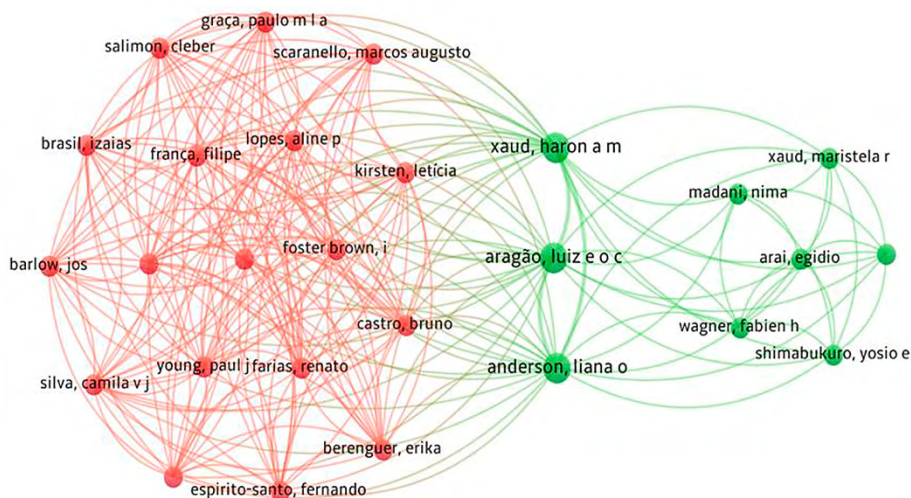 graça, paulo m l a
salimon, cleber
scaranello, marcos augusto
brasil, izaias
frança, filipe
lopes, aline p
kirsten, letícia
xaud, haron a m
xaud, maristela r
madani, nima
barlow, jos
foster brown, i
aragão, luiz e o c
arai, egidio
castro, bruno
wagner, fabien h
shimabukuro, yosio e
silva, camila v j
young, paul j
farias, renato
anderson, liana o
berenguer, erika
espirito-santo, fernando